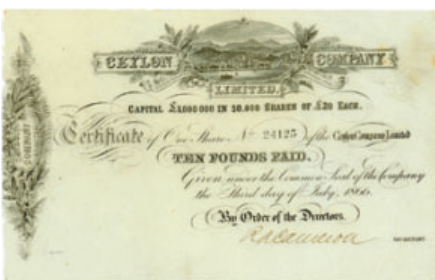 CEYLON COMPANY
LIMITED.
CAPITAL £1000000 IN 50.000 SHARES OF £20 EACH.
Certificate of One Share No 24125 of the Ceylon Company Limited
TEN POUNDS PAID.
Given under the Common Seal of the Company
the Third day of July, 1866.
By Order of the Directors.
SECRETARY
COMPANY